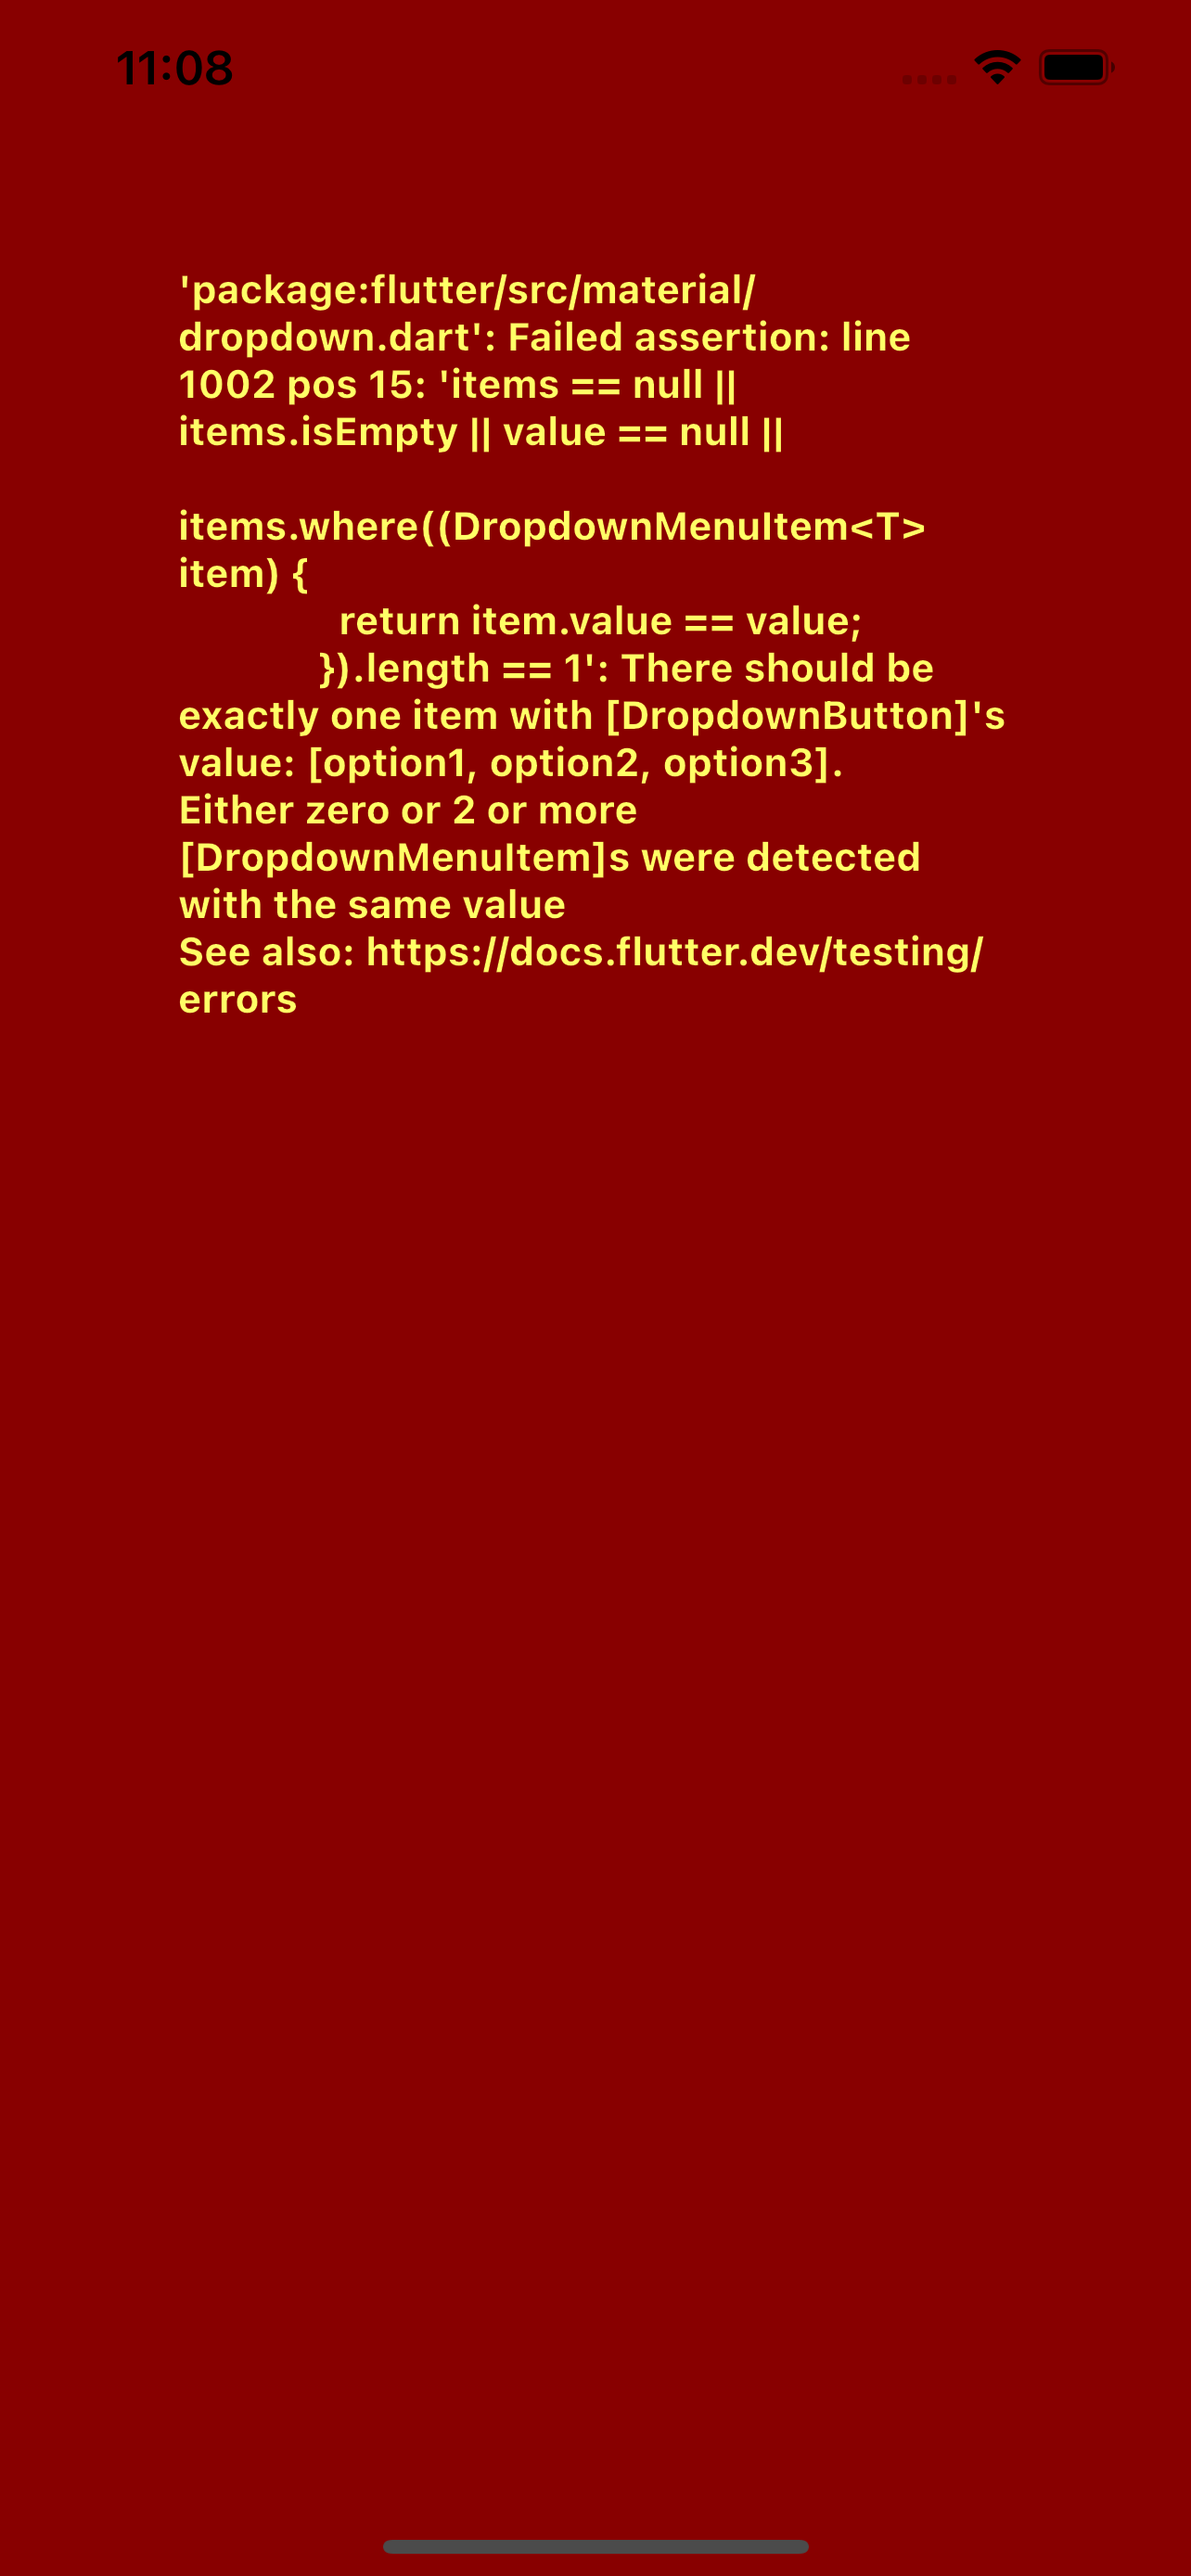 11:08
'package:flutter/src/material/
dropdown.dart': Failed assertion: line
1002 pos 15: 'items == null ||
items.isEmpty || value == null ||
items.where((DropdownMenuItem<T>
item) {
return item.value == value;
}).length == 1': There should be
exactly one item with [DropdownButton]'s
value: [option1, option2, option3].
Either zero or 2 or more
[DropdownMenuItem]s were detected
with the same value
See also: https://docs.flutter.dev/testing/
errors